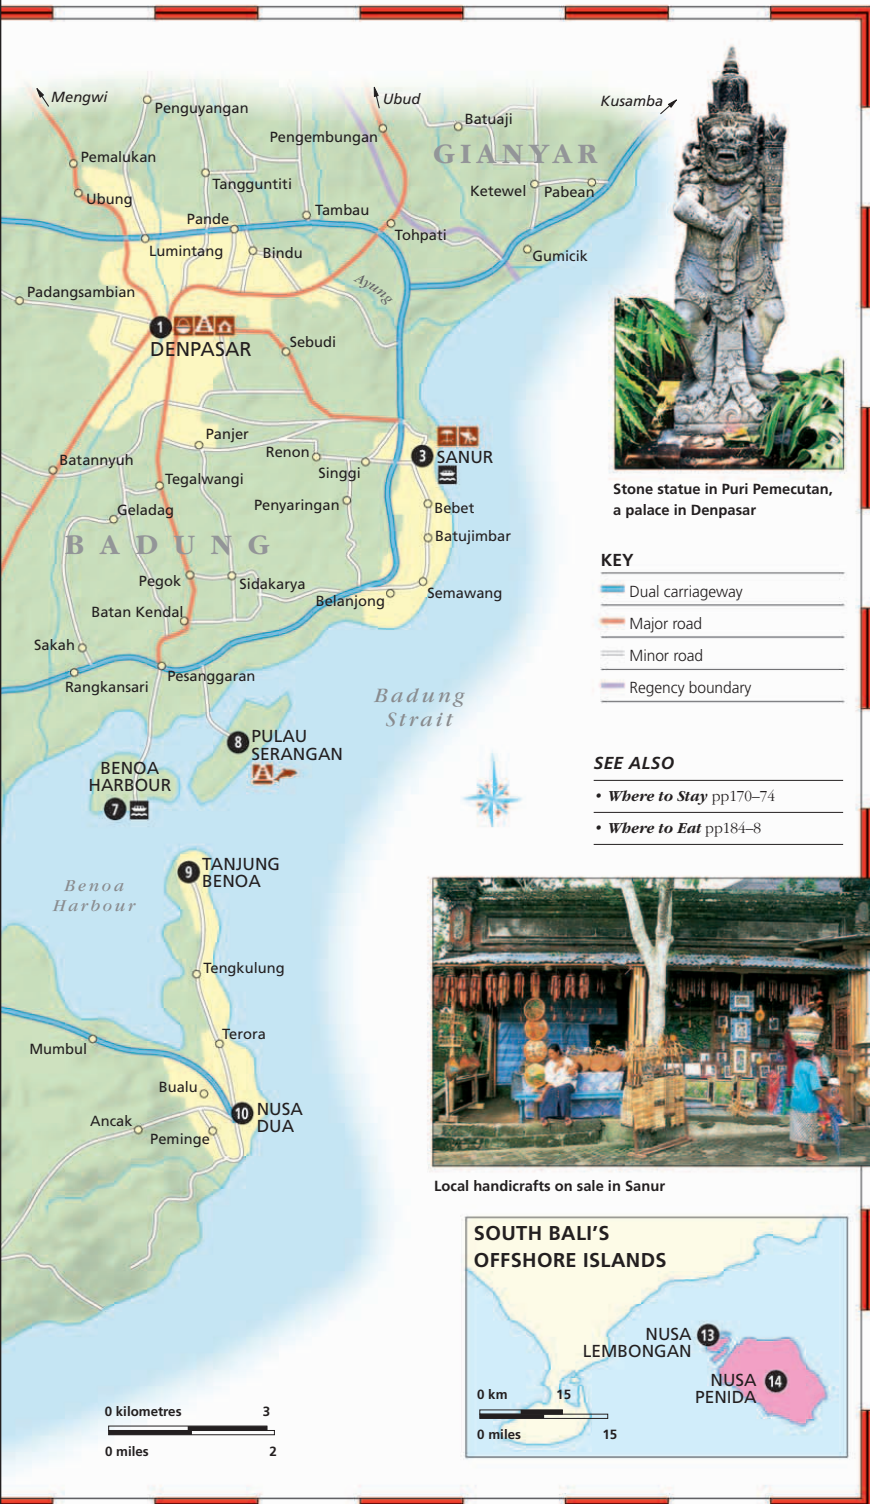 Mengwi
Ubud
Kusamba
Penguyangan
Batuaji
Pengembungan
GIANYAR
Pemalukan
Tangguntiti
Ketewel
Pabean
Ubung
Pande
Tambau
Tohpati
Lumintang
Bindu
Gumicik
Ayung
Padangsambian
1
DENPASAR
Sebudi
Panjer
Renon
3 SANUR
Batannyuh
Singgi
Tegalwangi
Penyaringan
Bebet
Geladag
Batujimbar
BADUNG
Pegok
Sidakarya
Semawang
Belanjong
Batan Kendal
Sakah
Pesanggaran
Rangkansari
Badung
Strait
8 PULAU
SERANGAN
BENOA
HARBOUR
7
9 TANJUNG
BENOA
Benoa
Harbour
Tengkulung
Terora
Mumbul
Bualu
10 NUSA
DUA
Ancak
Peminge
0 kilometres 3
0 miles 2
Stone statue in Puri Pemecutan,
a palace in Denpasar
KEY
Dual carriageway
Major road
Minor road
Regency boundary
SEE ALSO
• Where to Stay pp170–74
• Where to Eat pp184–8
Local handicrafts on sale in Sanur
SOUTH BALI’S
OFFSHORE ISLANDS
NUSA 13
LEMBONGAN
NUSA 14
PENIDA
0 km 15
0 miles 15